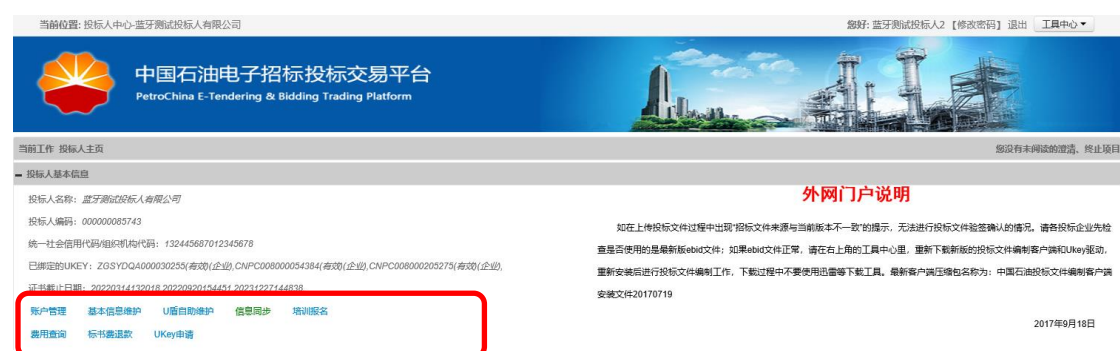 当前位置: 投标人中心-蓝牙测试投标人有限公司
您好: 蓝牙测试投标人2 【修改密码】 退出 工具中心
中国石油电子招标投标交易平台
PetroChina E-Tendering & Bidding Trading Platform
当前工作 投标人主页
您没有未阅读的澄清、终止项目
投标人基本信息
投标人名称: 蓝牙测试投标人有限公司
投标人编码: 000000085743
统一社会信用代码/组织机构代码: 132445687012345678
已绑定的UKEY: ZGSYDQA000030255(有效)(企业),CNPC008000054384(有效)(企业),CNPC008000205275(有效)(企业),
证书截止日期: 20220314132018,20220920154451,20231227144838,
账户管理 基本信息维护 U盾自助维护 信息同步 培训报名
费用查询 标书费退款 UKey申请
外网门户说明
如在上传投标文件过程中出现“招标文件来源与当前版本不一致”的提示，无法进行投标文件验签确认的情况。请各投标企业先检
查是否使用的是最新版ebid文件；如果ebid文件正常，请在右上角的工具中心里，重新下载新版的投标文件编制客户端和Ukey驱动，
重新安装后进行投标文件编制工作，下载过程中不要使用迅雷等下载工具。最新客户端压缩包名称为：中国石油投标文件编制客户端
安装文件20170719
2017年9月18日